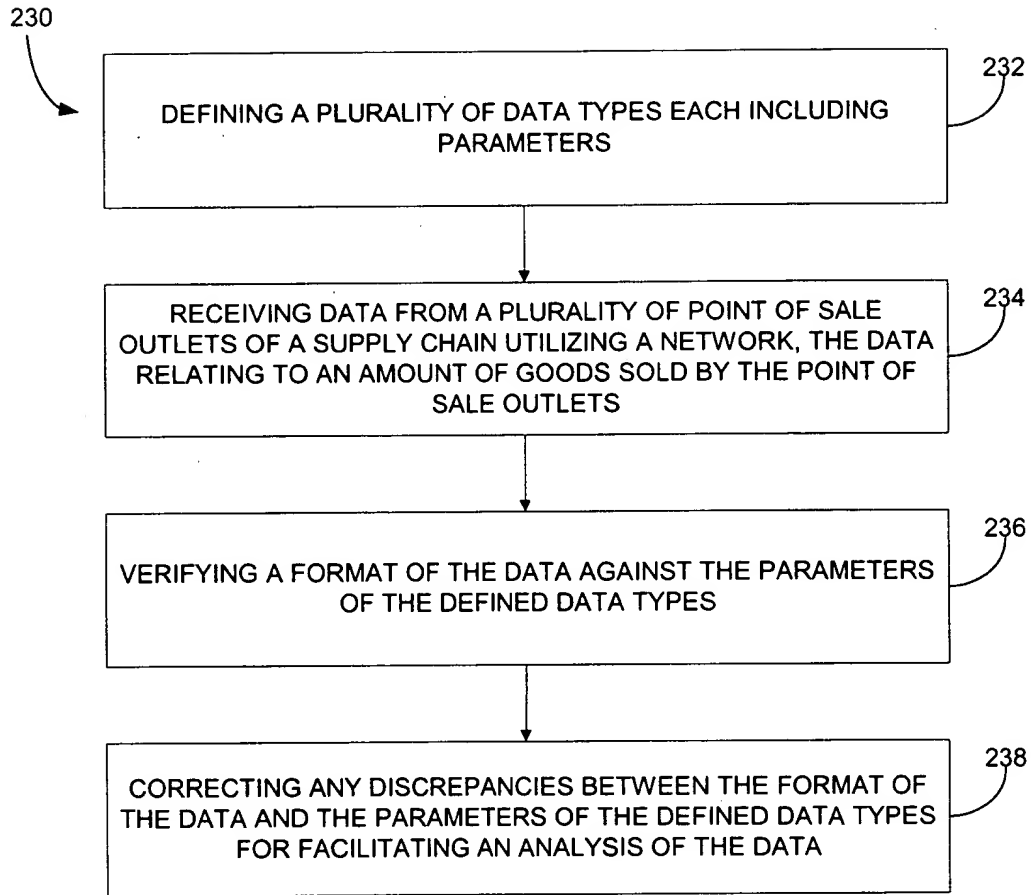 230
232
DEFINING A PLURALITY OF DATA TYPES EACH INCLUDING
PARAMETERS
234
RECEIVING DATA FROM A PLURALITY OF POINT OF SALE
OUTLETS OF A SUPPLY CHAIN UTILIZING A NETWORK, THE DATA
RELATING TO AN AMOUNT OF GOODS SOLD BY THE POINT OF
SALE OUTLETS
236
VERIFYING A FORMAT OF THE DATA AGAINST THE PARAMETERS
OF THE DEFINED DATA TYPES
238
CORRECTING ANY DISCREPANCIES BETWEEN THE FORMAT OF
THE DATA AND THE PARAMETERS OF THE DEFINED DATA TYPES
FOR FACILITATING AN ANALYSIS OF THE DATA